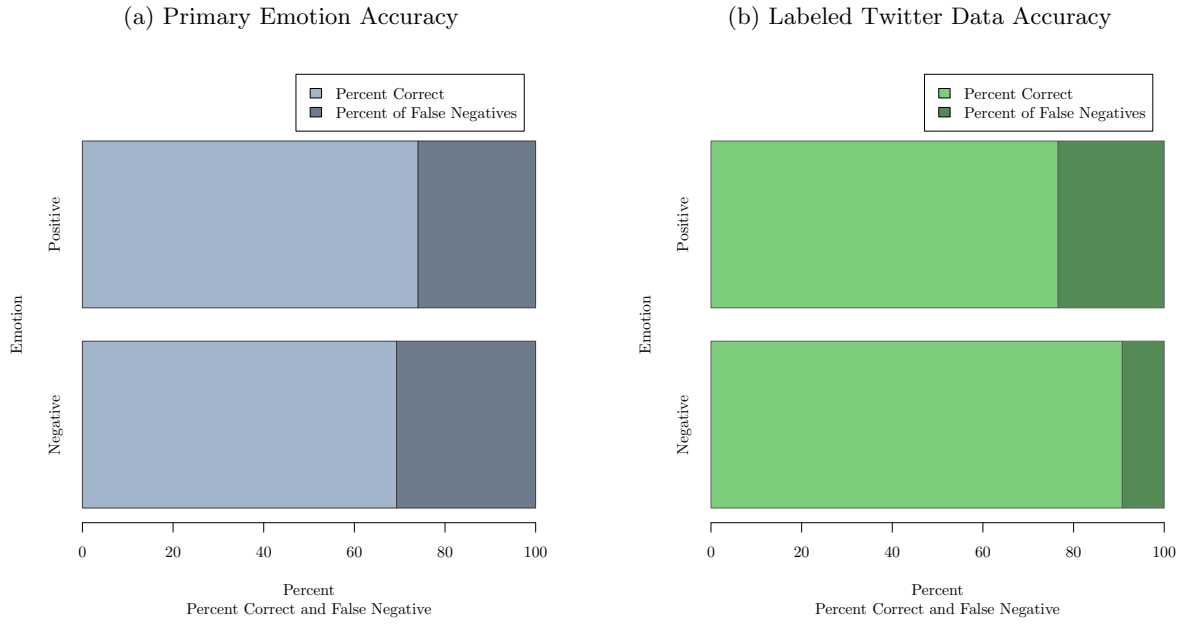 (a) Primary Emotion Accuracy
Percent Correct
Percent of False Negatives
Positive
Negative
Emotion
0 20 40 60 80 100
Percent
Percent Correct and False Negative
(b) Labeled Twitter Data Accuracy
Percent Correct
Percent of False Negatives
Positive
Negative
Emotion
0 20 40 60 80 100
Percent
Percent Correct and False Negative